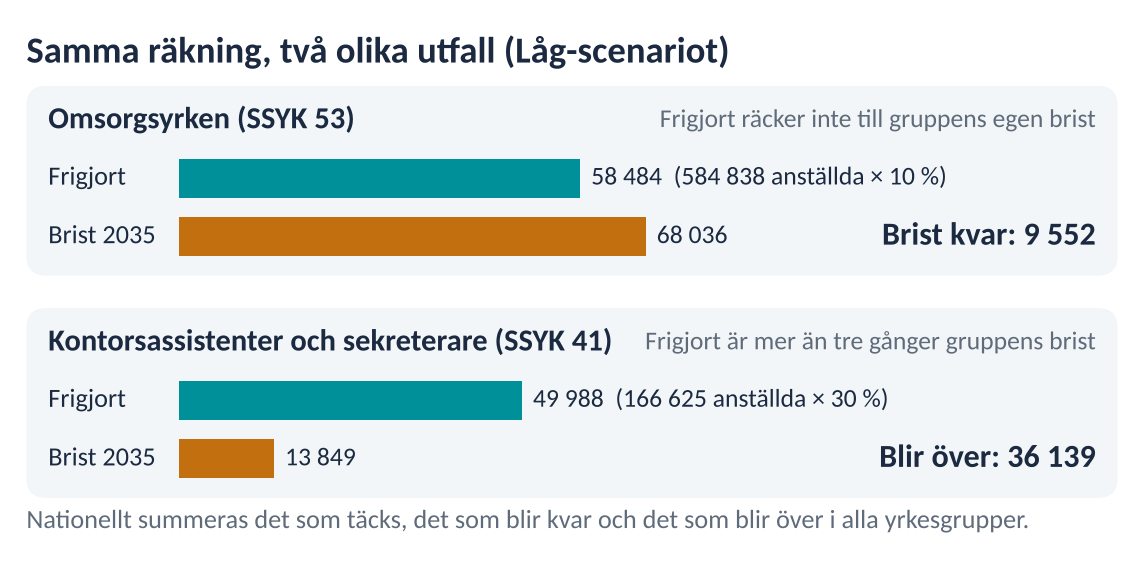 Samma räkning, två olika utfall (Låg-scenariot)
Omsorgsyrken (SSYK 53)
Frigjort räcker inte till gruppens egen brist
Frigjort
58 484 (584 838 anställda × 10 %)
Brist 2035
68 036
Brist kvar: 9 552
Kontorsassistenter och sekreterare (SSYK 41)
Frigjort är mer än tre gånger gruppens brist
Frigjort
49 988 (166 625 anställda × 30 %)
Brist 2035
13 849
Blir över: 36 139
Nationellt summeras det som täcks, det som blir kvar och det som blir över i alla yrkesgrupper.